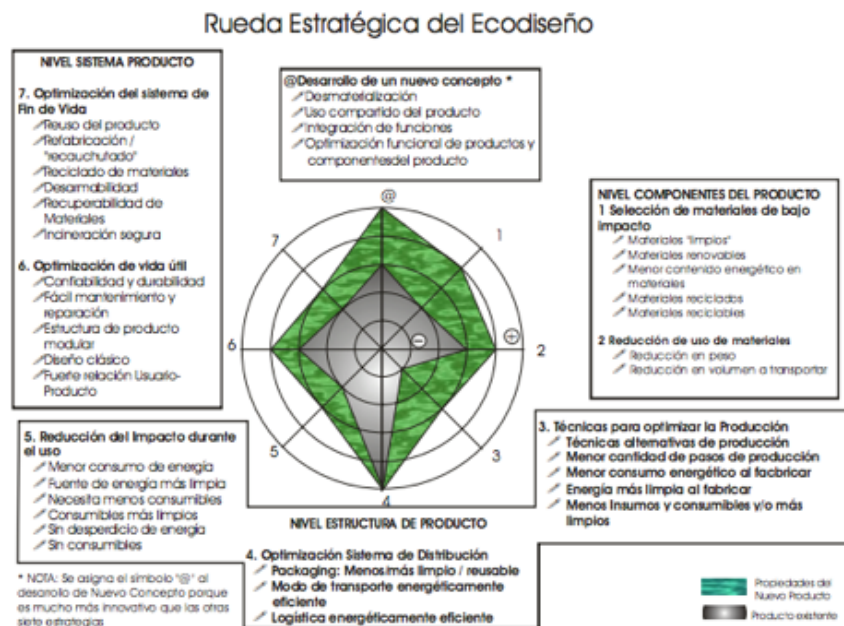 Rueda Estratégica del Ecodiseño
NIVEL SISTEMA PRODUCTO
7. Optimización del sistema de
Fin de Vida
Reuso del producto
Refabricación /
"recauchutado"
Reciclado de materiales
Desarmabilidad
Recuperabilidad de
Materiales
Incineración segura
6. Optimización de vida útil
Confiabilidad y durabilidad
Fácil mantenimiento y
reparación
Estructura de producto
modular
Diseño clásico
Fuerte relación Usuario-
Producto
@Desarrollo de un nuevo concepto *
Desmaterialización
Uso compartido del producto
Integración de funciones
Optimización funcional de productos y
componentesdel producto
NIVEL COMPONENTES DEL PRODUCTO
1 Selección de materiales de bajo
impacto
Materiales "limpios"
Materiales renovables
Menor contenido energético en
materiales
Materiales reciclados
Materiales reciclables
2 Reducción de uso de materiales
Reducción en peso
Reducción en volumen a transportar
@
7
1
6
2
5
3
4
-
+
5. Reducción del Impacto durante
el uso
Menor consumo de energía
Fuente de energía más limpia
Necesita menos consumibles
Consumibles más limpios
Sin desperdicio de energía
Sin consumibles
3. Técnicas para optimizar la Producción
Técnicas alternativas de producción
Menor cantidad de pasos de producción
Menor consumo energético al facbricar
Energía más limpia al fabricar
Menos Insumos y consumibles y/o más
limpios
NIVEL ESTRUCTURA DE PRODUCTO
4. Optimización Sistema de Distribución
Packaging: Menos/más limpio / reusable
Modo de transporte energéticamente
eficiente
Logística energéticamente eficiente
* NOTA: Se asigna el símbolo "@" al
desarollo de Nuevo Concepto porque
es mucho más innovativo que las otras
siete estrategias
Propiedades del
Nuevo Producto
Producto existente